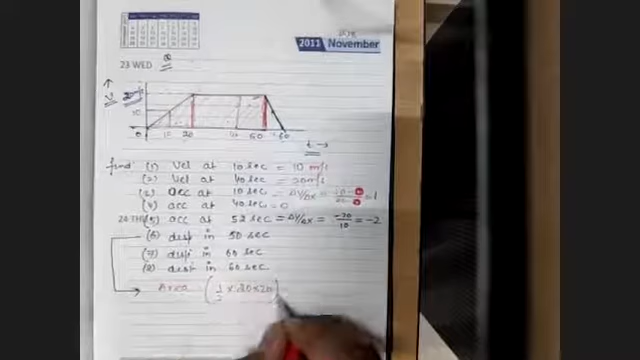 2011 November
23 WED
10
0 10 20 40 50 60
t →
find (1) Vel at 10 sec = 10 m/s
(2) Vel at 40 sec = 20 m/s
(3) acc at 10 sec = ΔV/Δx = = 1
(4) acc at 40 sec = 0
24 THU (5) acc at 52 sec = ΔV/Δx = -20/10 = -2
(6) disp in 50 sec
(7) disp in 60 sec
(8) disp in 60 sec
Area (1/2 × 20 × 20)